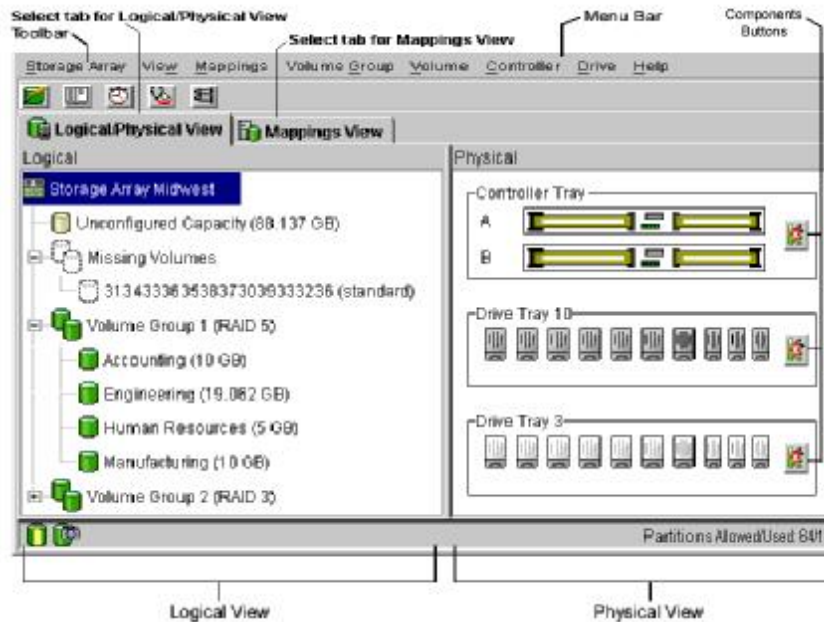 Select tab for Logical/Physical View
Toolbar
Select tab for Mappings View
Menu Bar
Components
Buttons
Storage Array View Mappings Volume Group Volume Controller Drive Help
Logical/Physical View
Mappings View
Logical
Physical
Storage Array Midwest
Unconfigured Capacity (88.137 GB)
Missing Volumes
(standard)
Volume Group 1 (RAID 5)
Accounting (10 GB)
Engineering (19.062 GB)
Human Resources (5 GB)
Manufacturing (10 GB)
Volume Group 2 (RAID 3)
Controller Tray
A
B
Drive Tray 10
Drive Tray 3
Partitions Allowed/Used: 64/1
Logical View
Physical View